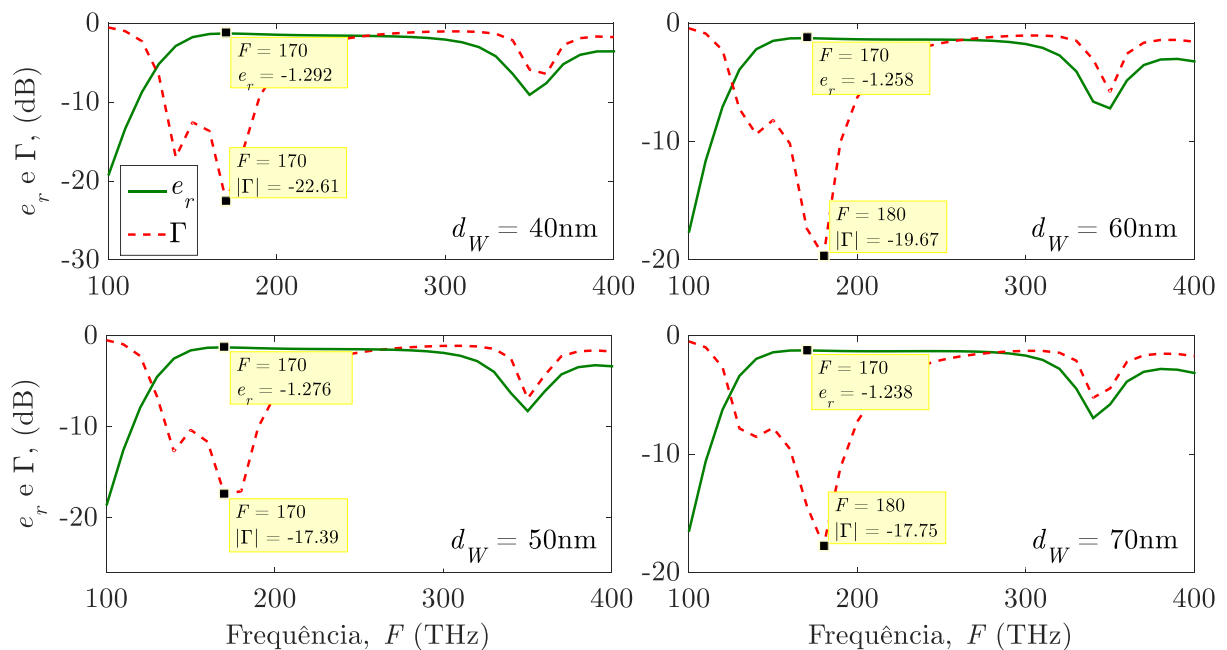 0
-10
-20
-30
100
200
300
400
e_r e Γ, (dB)
F = 170
e_r = -1.292
F = 170
|Γ| = -22.61
e_r
Γ
d_W = 40nm
0
-10
-20
100
200
300
400
F = 170
e_r = -1.258
F = 180
|Γ| = -19.67
d_W = 60nm
0
-10
-20
100
200
300
400
e_r e Γ, (dB)
Frequência, F (THz)
F = 170
e_r = -1.276
F = 170
|Γ| = -17.39
d_W = 50nm
0
-10
-20
100
200
300
400
Frequência, F (THz)
F = 170
e_r = -1.238
F = 180
|Γ| = -17.75
d_W = 70nm